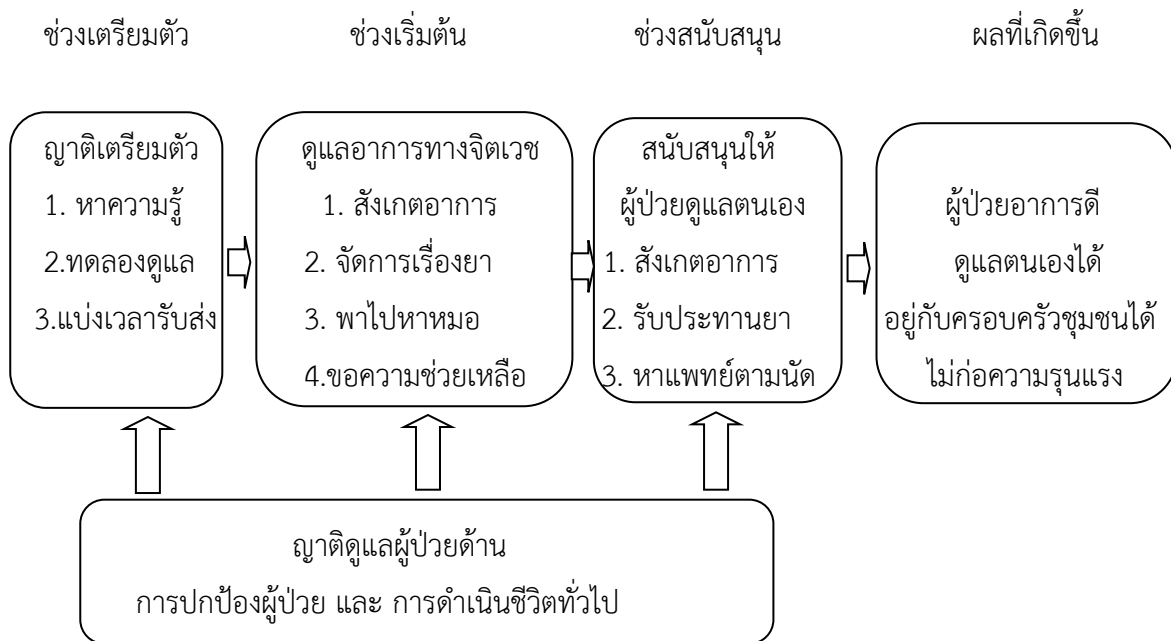 ช่วงเตรียมตัว
ช่วงเริ่มต้น
ช่วงสนับสนุน
ผลที่เกิดขึ้น
ญาติเตรียมตัว
1. หาความรู้
2.ทดลองดูแล
3.แบ่งเวลารับส่ง
ดูแลอาการทางจิตเวช
1. สังเกตอาการ
2. จัดการเรื่องยา
3. พาไปหาหมอ
4.ขอความช่วยเหลือ
สนับสนุนให้
ผู้ป่วยดูแลตนเอง
1. สังเกตอาการ
2. รับประทานยา
3. หาแพทย์ตามนัด
ผู้ป่วยอาการดี
ดูแลตนเองได้
อยู่กับครอบครัวชุมชนได้
ไม่ก่อความรุนแรง
ญาติดูแลผู้ป่วยด้าน
การปกป้องผู้ป่วย และ การดำเนินชีวิตทั่วไป